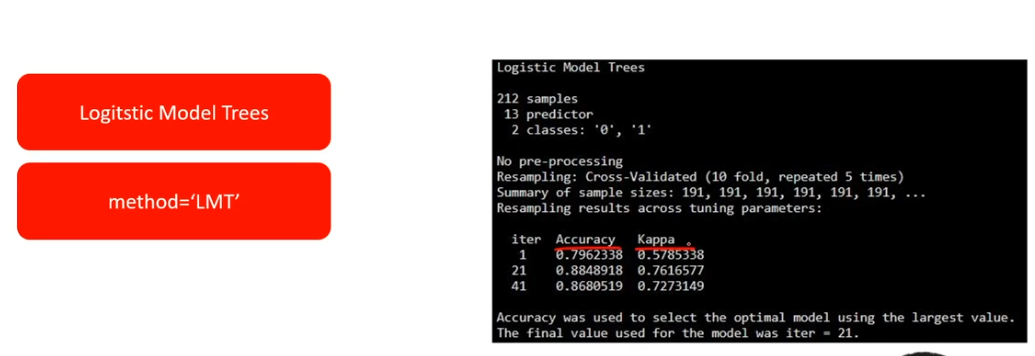 Logitstic Model Trees
method=‘LMT’
Logistic Model Trees
212 samples
13 predictor
2 classes: '0', '1'
No pre-processing
Resampling: Cross-Validated (10 fold, repeated 5 times)
Summary of sample sizes: 191, 191, 191, 191, 191, 191, ...
Resampling results across tuning parameters:
iter Accuracy Kappa
1 0.7962338 0.5785338
21 0.8848918 0.7616577
41 0.8680519 0.7273149
Accuracy was used to select the optimal model using the largest value.
The final value used for the model was iter = 21.